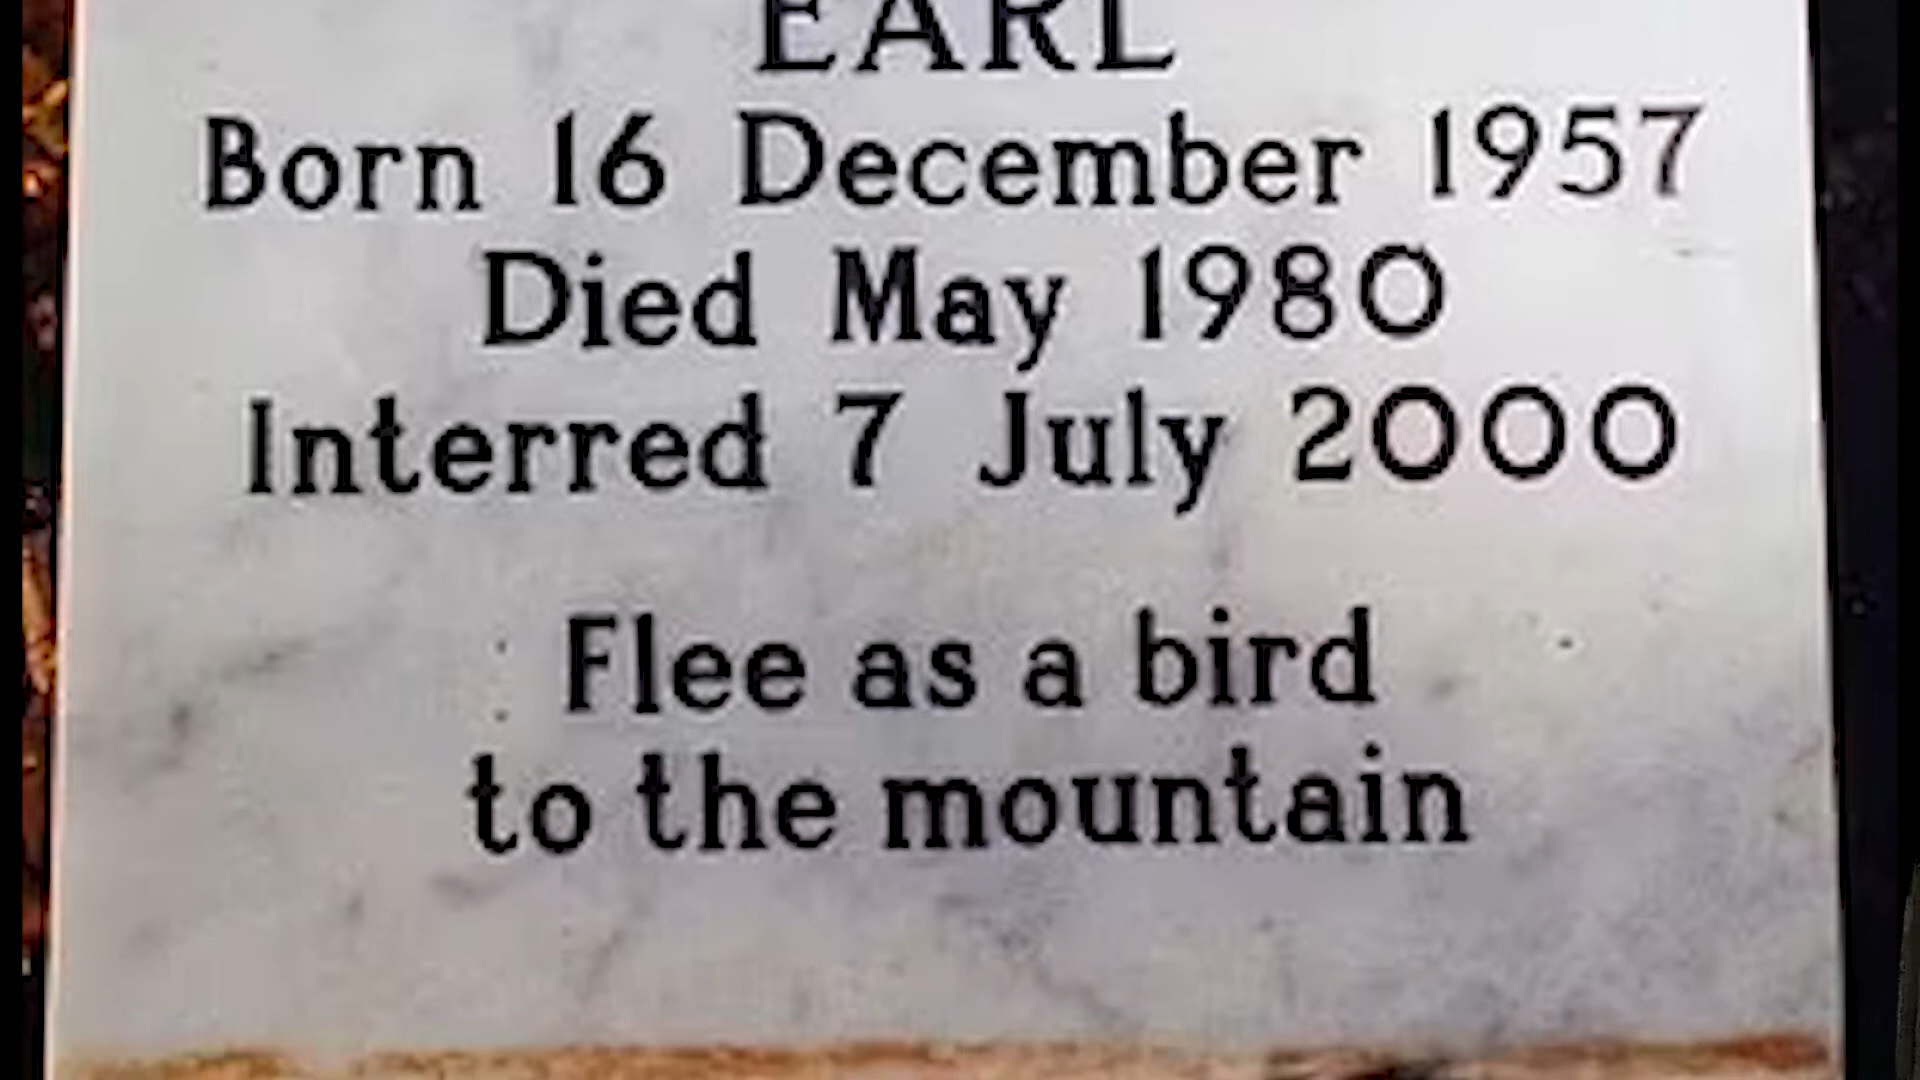 EARL
Born 16 December 1957
Died May 1980
Interred 7 July 2000
Flee as a bird
to the mountain